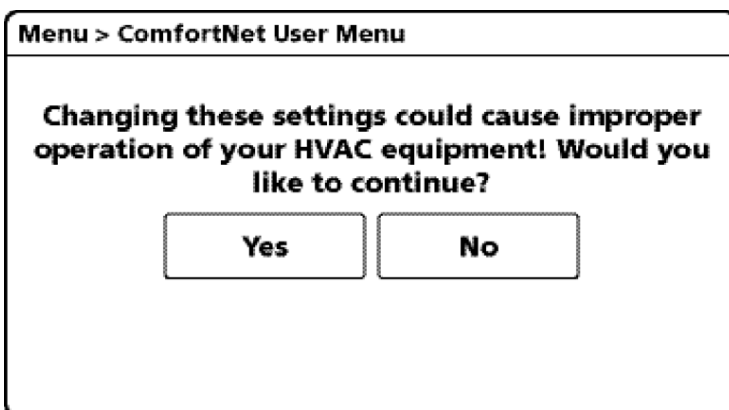 Menu > ComfortNet User Menu
Changing these settings could cause improper
operation of your HVAC equipment! Would you
like to continue?
Yes No